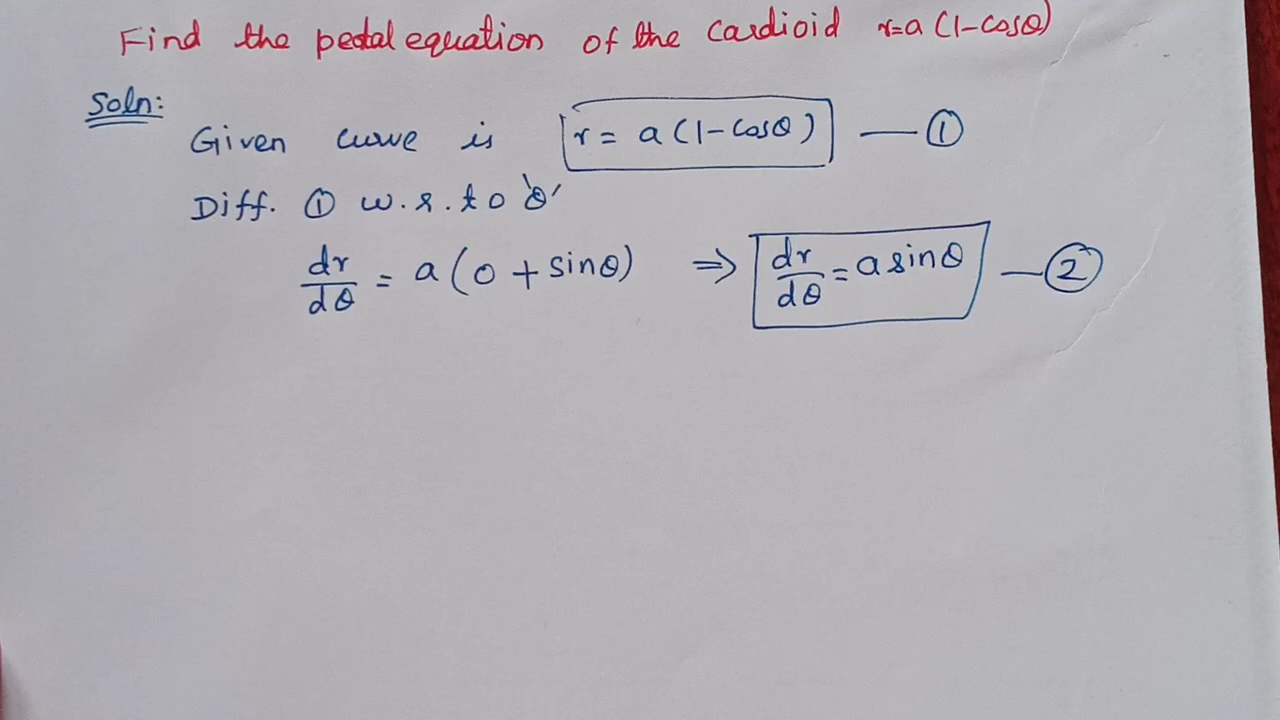 Find the pedal equation of the cardioid r=a(1-cosθ)
Soln:
Given curve is r = a(1-cosθ) — ①
Diff. ① w.r.to 'θ'
dr/dθ = a(0+sinθ) ⇒ dr/dθ = a sinθ — ②